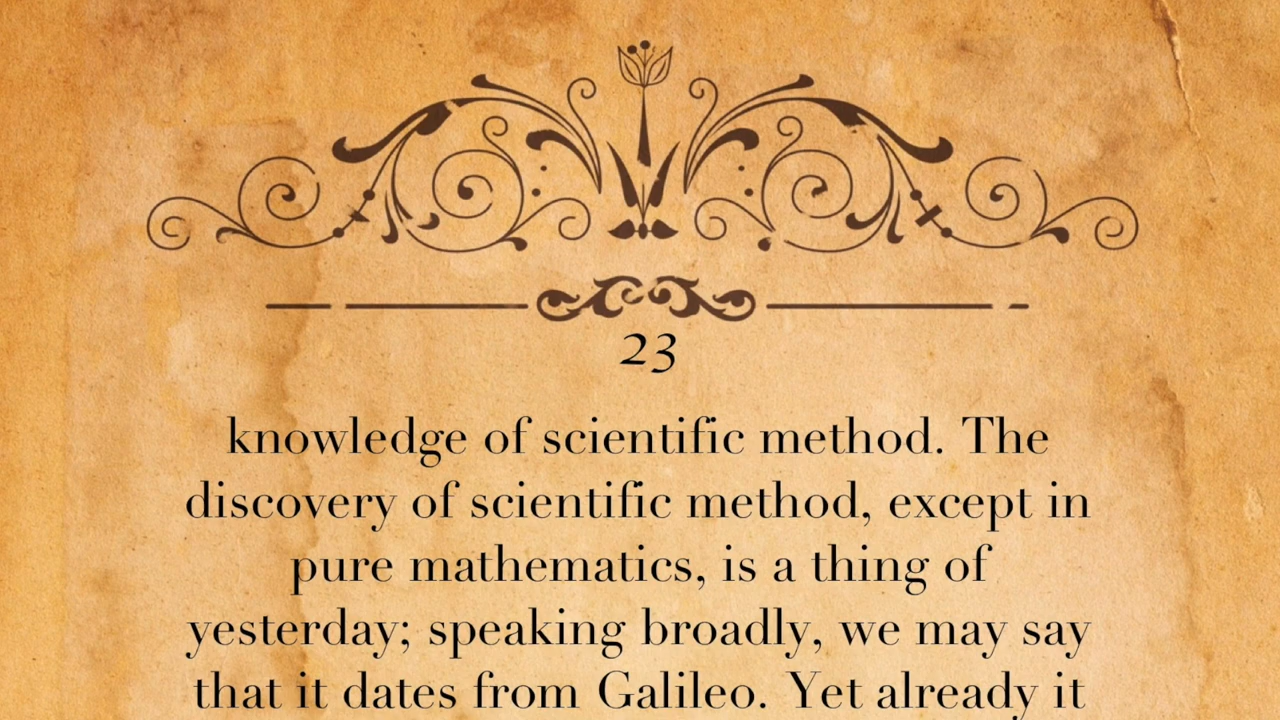 23
knowledge of scientific method. The
discovery of scientific method, except in
pure mathematics, is a thing of
yesterday; speaking broadly, we may say
that it dates from Galileo. Yet already it